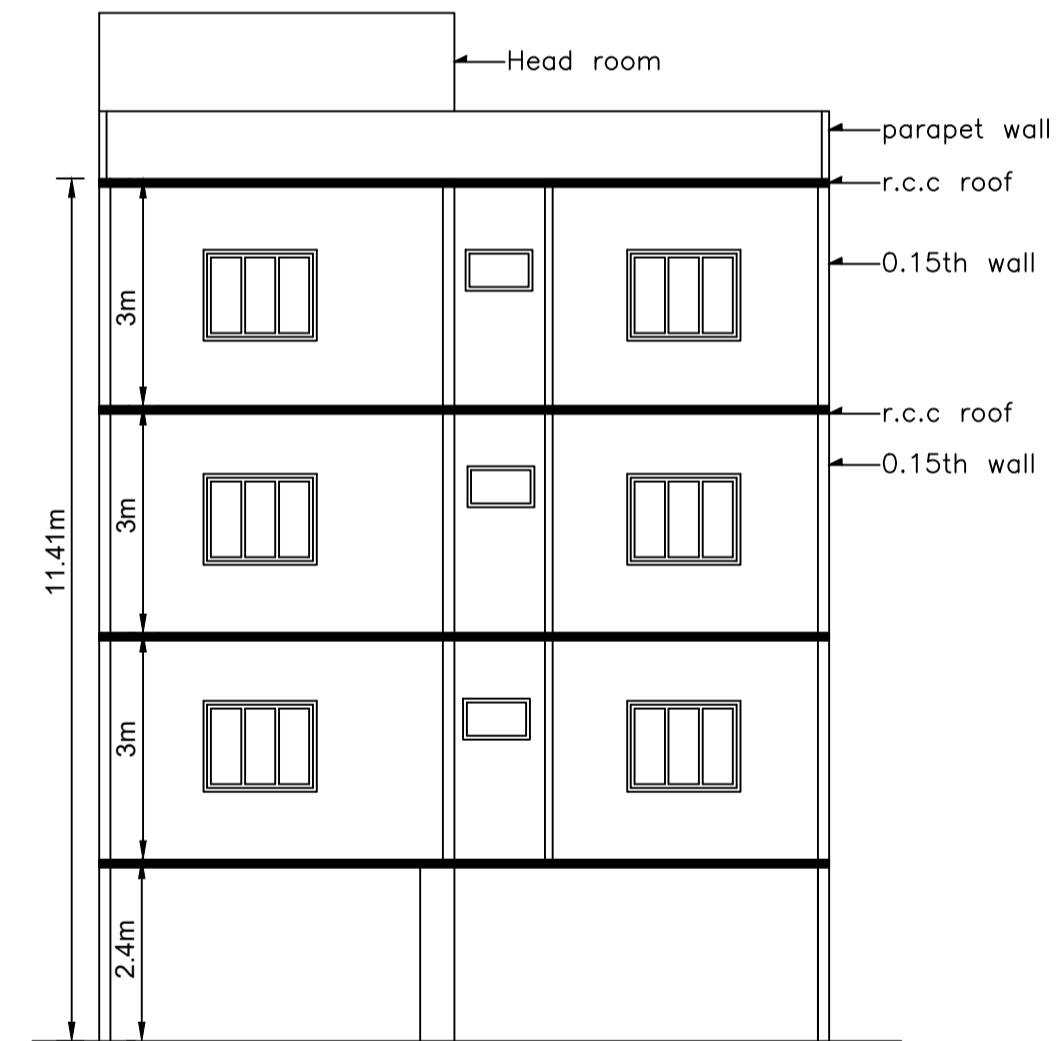 Head room
parapet wall
r.c.c roof
0.15th wall
3m
r.c.c roof
0.15th wall
3m
11.41m
3m
2.4m